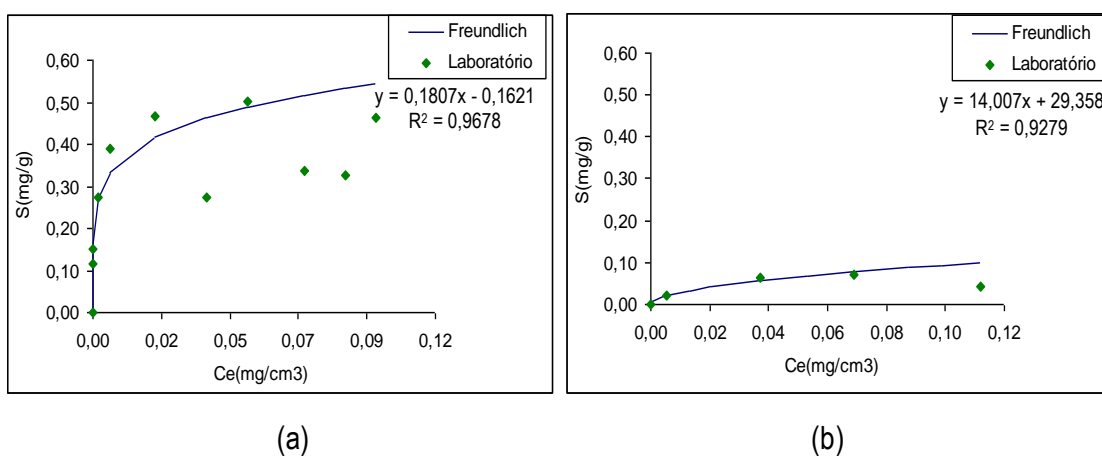 Freundlich
Laboratório
y = 0,1807x - 0,1621
R² = 0,9678
0,60
0,50
0,40
0,30
0,20
0,10
0,00
S(mg/g)
0,00 0,02 0,05 0,07 0,09 0,12
Ce(mg/cm3)
(a)
Freundlich
Laboratório
y = 14,007x + 29,358
R² = 0,9279
0,60
0,50
0,40
0,30
0,20
0,10
0,00
S(mg/g)
0,00 0,02 0,04 0,06 0,08 0,10 0,12
Ce(mg/cm3)
(b)